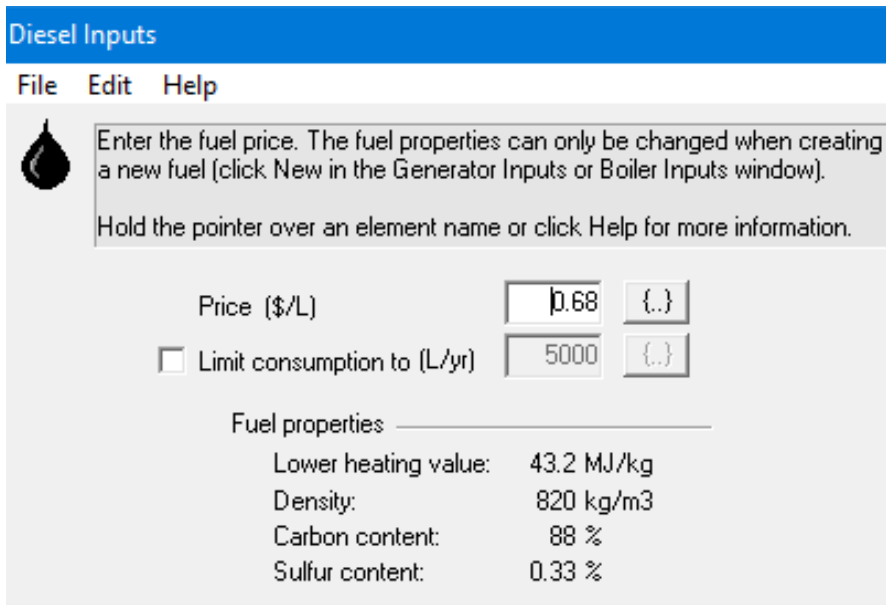 Diesel Inputs
File Edit Help
Enter the fuel price. The fuel properties can only be changed when creating
a new fuel (click New in the Generator Inputs or Boiler Inputs window).
Hold the pointer over an element name or click Help for more information.
Price ($/L) 0.68 {..}
Limit consumption to (L/yr) 5000 {..}
Fuel properties
Lower heating value: 43.2 MJ/kg
Density: 820 kg/m3
Carbon content: 88 %
Sulfur content: 0.33 %